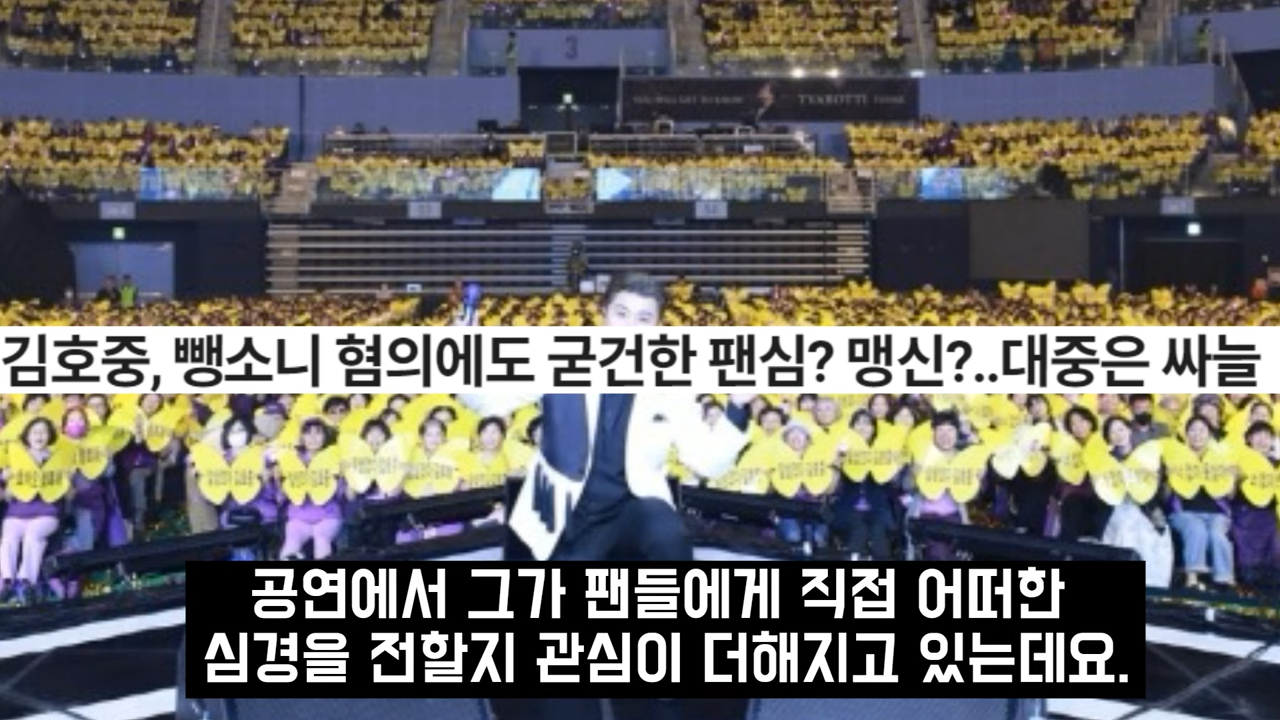 3
TVAROTTI
김호중, 뺑소니 혐의에도 굳건한 팬심? 맹신?..대중은 싸늘
공연에서 그가 팬들에게 직접 어떠한
심경을 전할지 관심이 더해지고 있는데요.